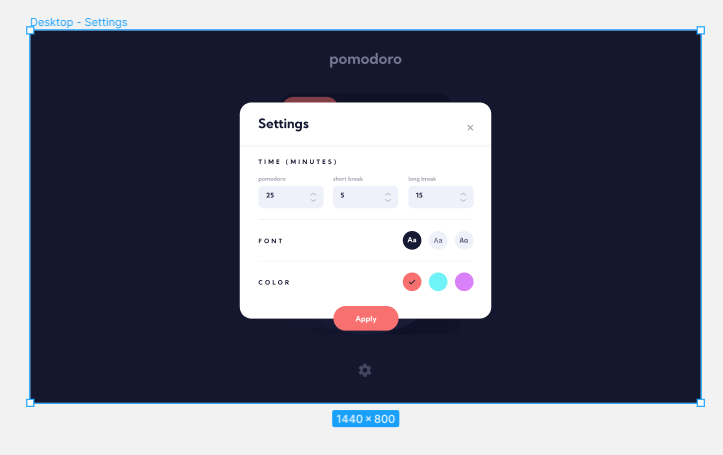 Desktop - Settings
pomodoro
Settings
TIME (MINUTES)
pomodoro short break long break
25 5 15
FONT Aa Aa Aa
COLOR
Apply
1440 × 800